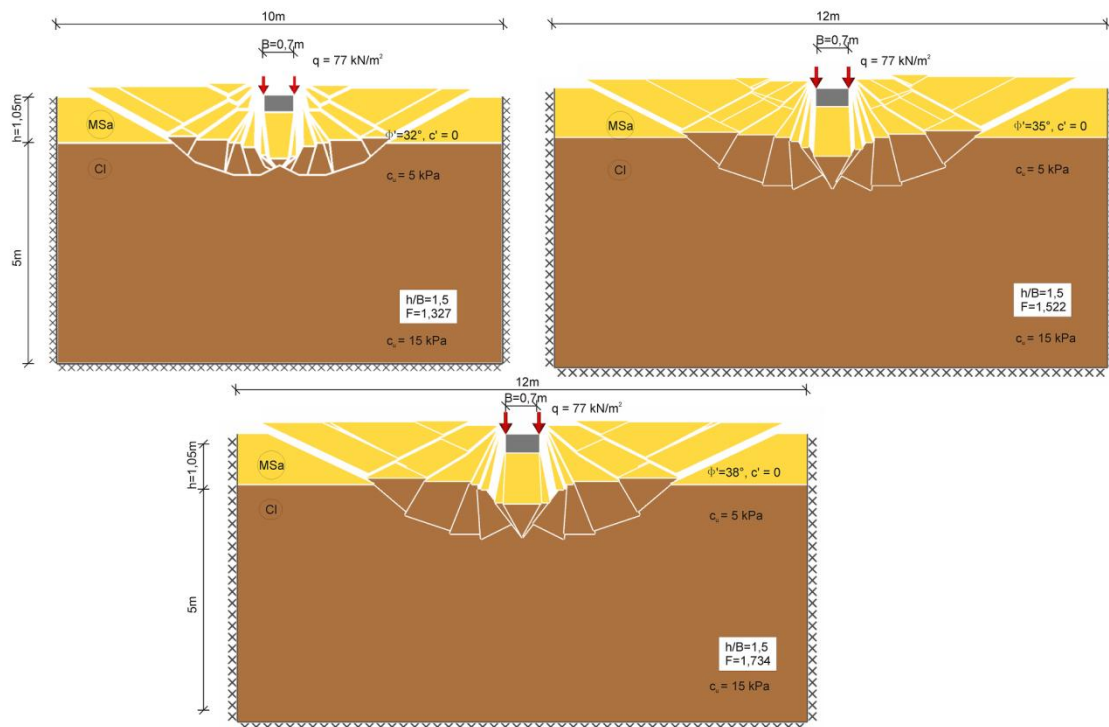 10m
B=0,7m
q = 77 kN/m²
h=1,05m
MSa
ϕ'=32°, c' = 0
Cl
cᵤ = 5 kPa
5m
h/B=1,5
F=1,327
cᵤ = 15 kPa
12m
B=0,7m
q = 77 kN/m²
MSa
ϕ'=35°, c' = 0
Cl
cᵤ = 5 kPa
h/B=1,5
F=1,522
cᵤ = 15 kPa
12m
B=0,7m
q = 77 kN/m²
h=1,05m
MSa
ϕ'=38°, c' = 0
Cl
cᵤ = 5 kPa
5m
h/B=1,5
F=1,734
cᵤ = 15 kPa